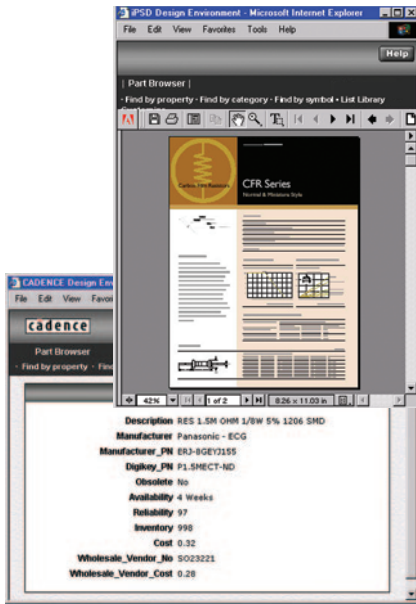 iPSD Design Environment - Microsoft Internet Explorer
File Edit View Favorites Tools Help
Help
| Part Browser |
· Find by property · Find by category · Find by symbol • List Library
Carbon Film Resistors
CFR Series
Normal & Miniature Style
42%
1 of 2
8.26 x 11.03 in
CADENCE Design
File Edit View
cadence
Part Browser
· Find by property ·
Description RES 1.5M OHM 1/8W 5% 1206 SMD
Manufacturer Panasonic - ECG
Manufacturer_PN ERJ-8GEYJ155
Digikey_PN P1.5MECT-ND
Obsolete No
Availability 4 Weeks
Reliability 97
Inventory 998
Cost 0.32
Wholesale_Vendor_No SO23221
Wholesale_Vendor_Cost 0.28